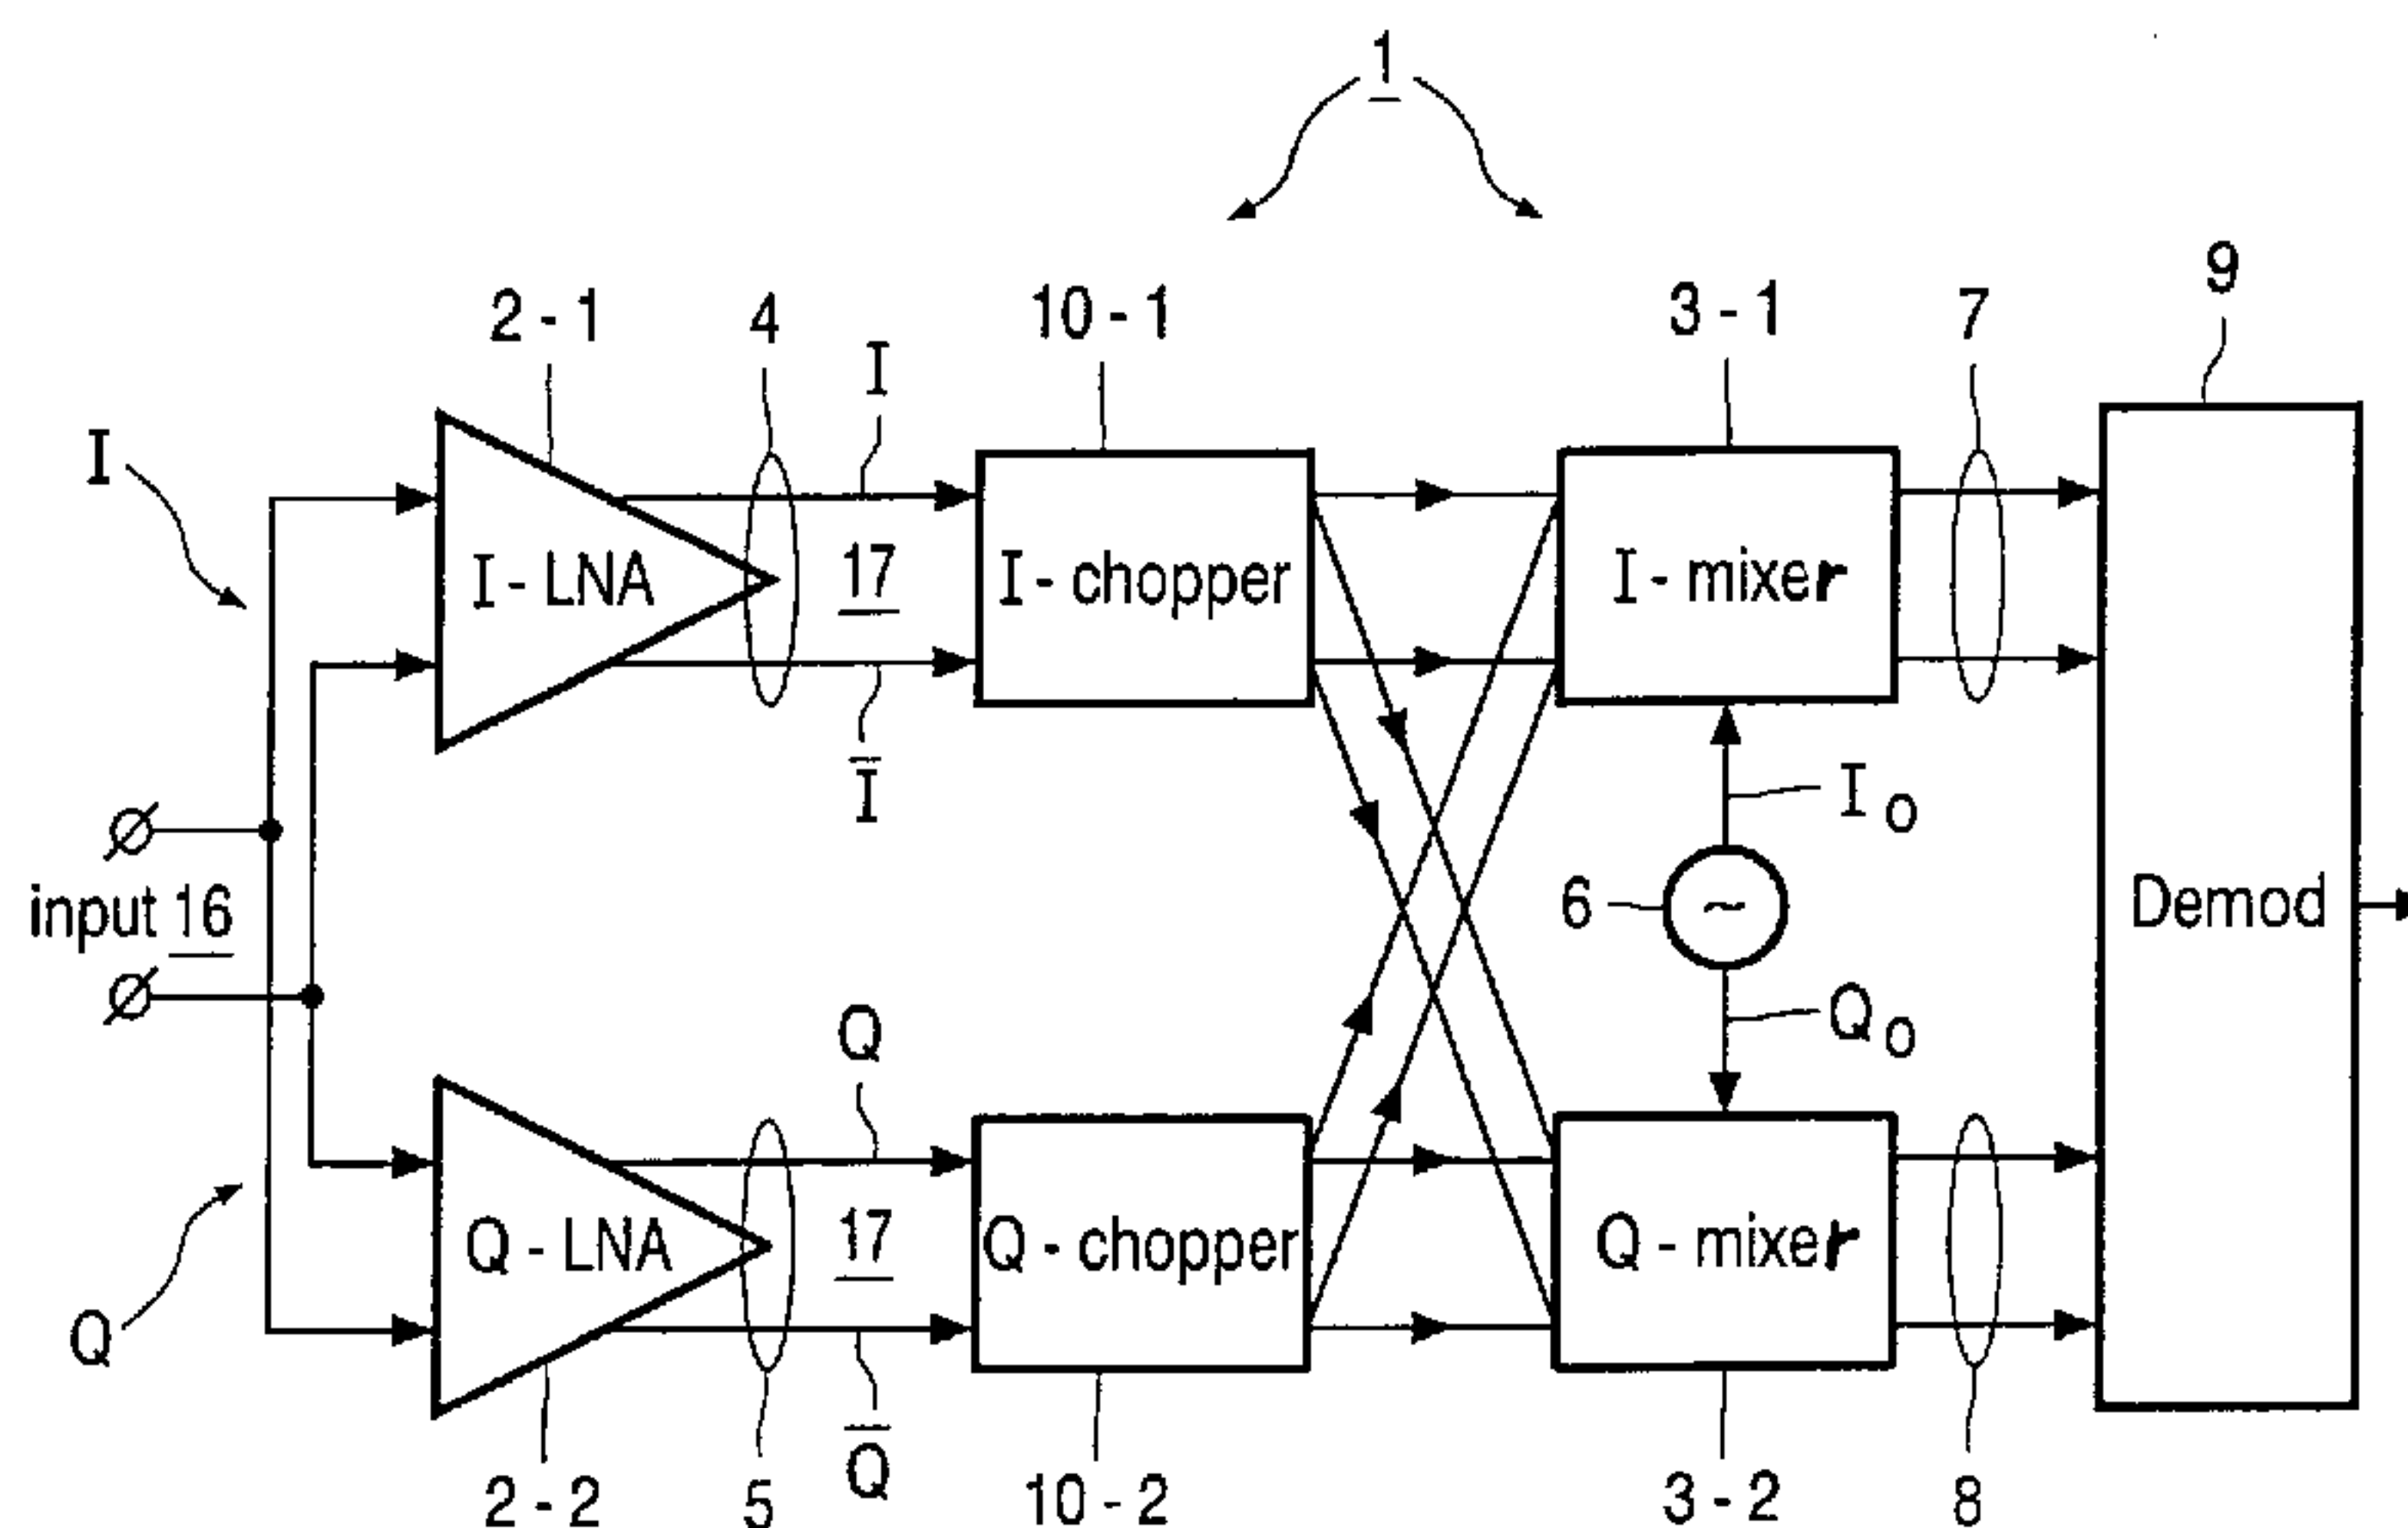 1
9
2 - 1
4
I
10 - 1
3 - 1
7
I
I - LNA
17
I - chopper
I - mixer
I
I o
input 16
6
~
Demod
Q
Q o
Q - LNA
17
Q - chopper
Q - mixer
Q
Q
2 - 2
5
10 - 2
3 - 2
8